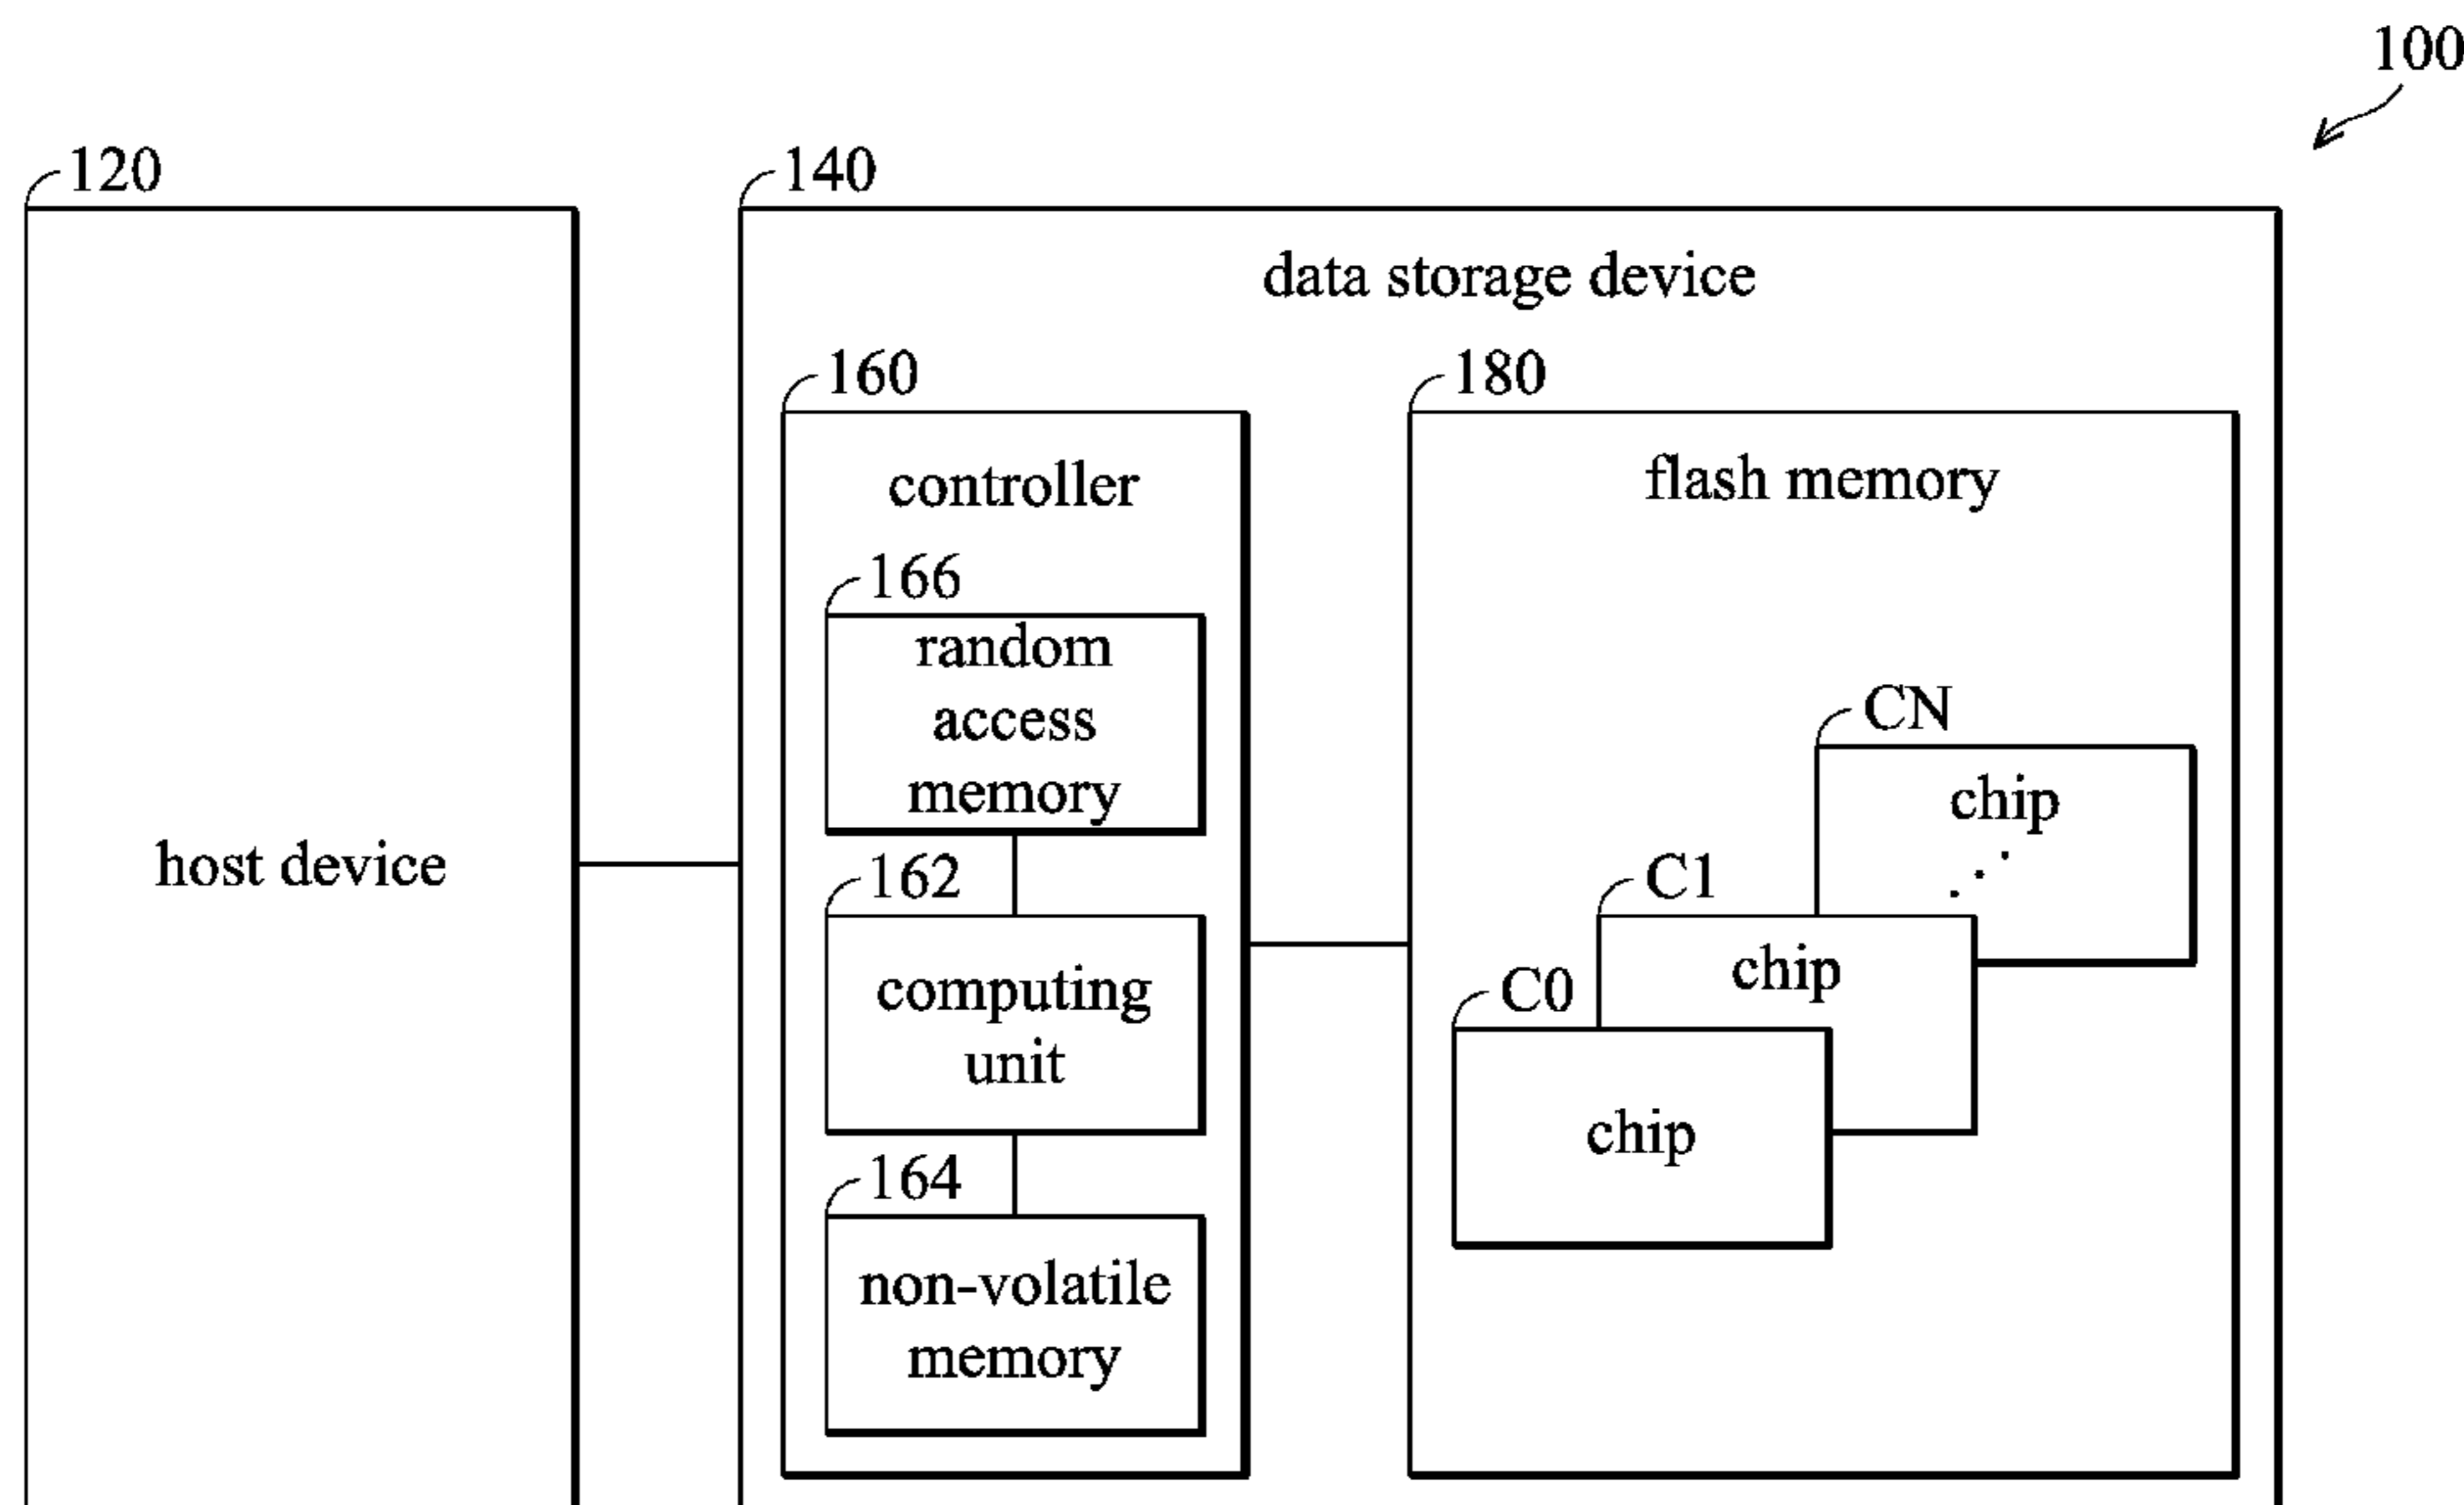 100
120
140
host device
data storage device
160
controller
166
random
access
memory
162
computing
unit
164
non-volatile
memory
180
flash memory
CN
chip
C1
chip
C0
chip